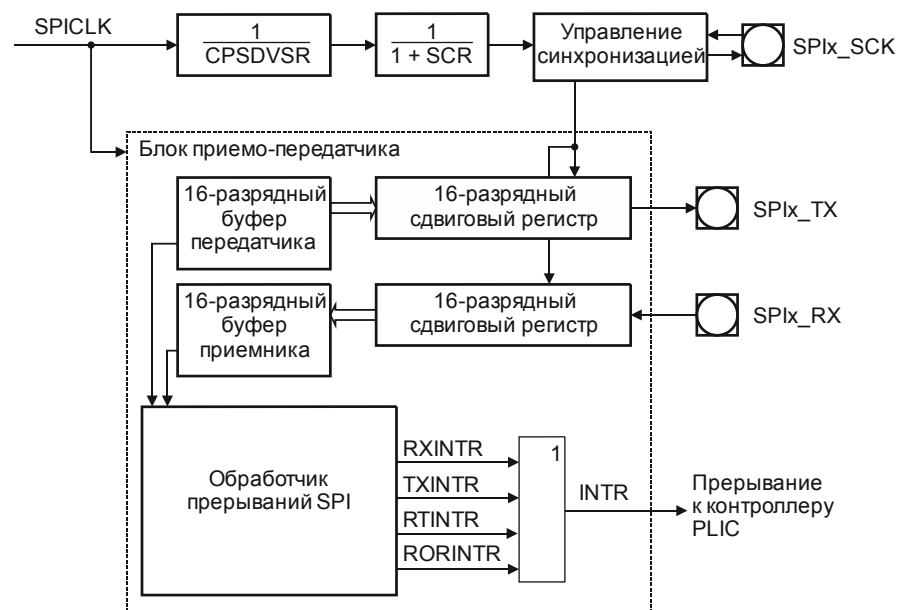 SPICLK
1
CPSDVSR
1
1 + SCR
Управление
синхронизацией
SPIx_SCK
Блок приемо-передатчика
16-разрядный
буфер
передатчика
16-разрядный
сдвиговый регистр
SPIx_TX
16-разрядный
буфер
приемника
16-разрядный
сдвиговый регистр
SPIx_RX
Обработчик
прерываний SPI
RXINTR
TXINTR
RTINTR
RORINTR
1
INTR
Прерывание
к контроллеру
PLIC